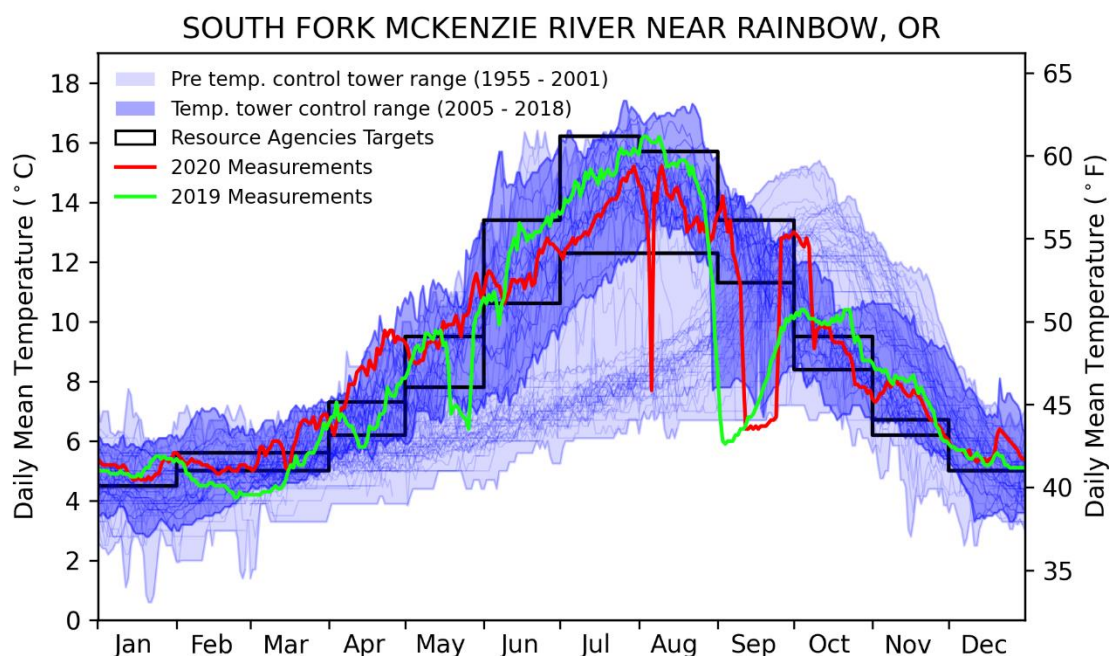 SOUTH FORK MCKENZIE RIVER NEAR RAINBOW, OR
Daily Mean Temperature (°C)
18
16
14
12
10
8
6
4
2
0
Pre temp. control tower range (1955 - 2001)
Temp. tower control range (2005 - 2018)
Resource Agencies Targets
2020 Measurements
2019 Measurements
65
60
55
50
45
40
35
Daily Mean Temperature (°F)
Jan Feb Mar Apr May Jun Jul Aug Sep Oct Nov Dec